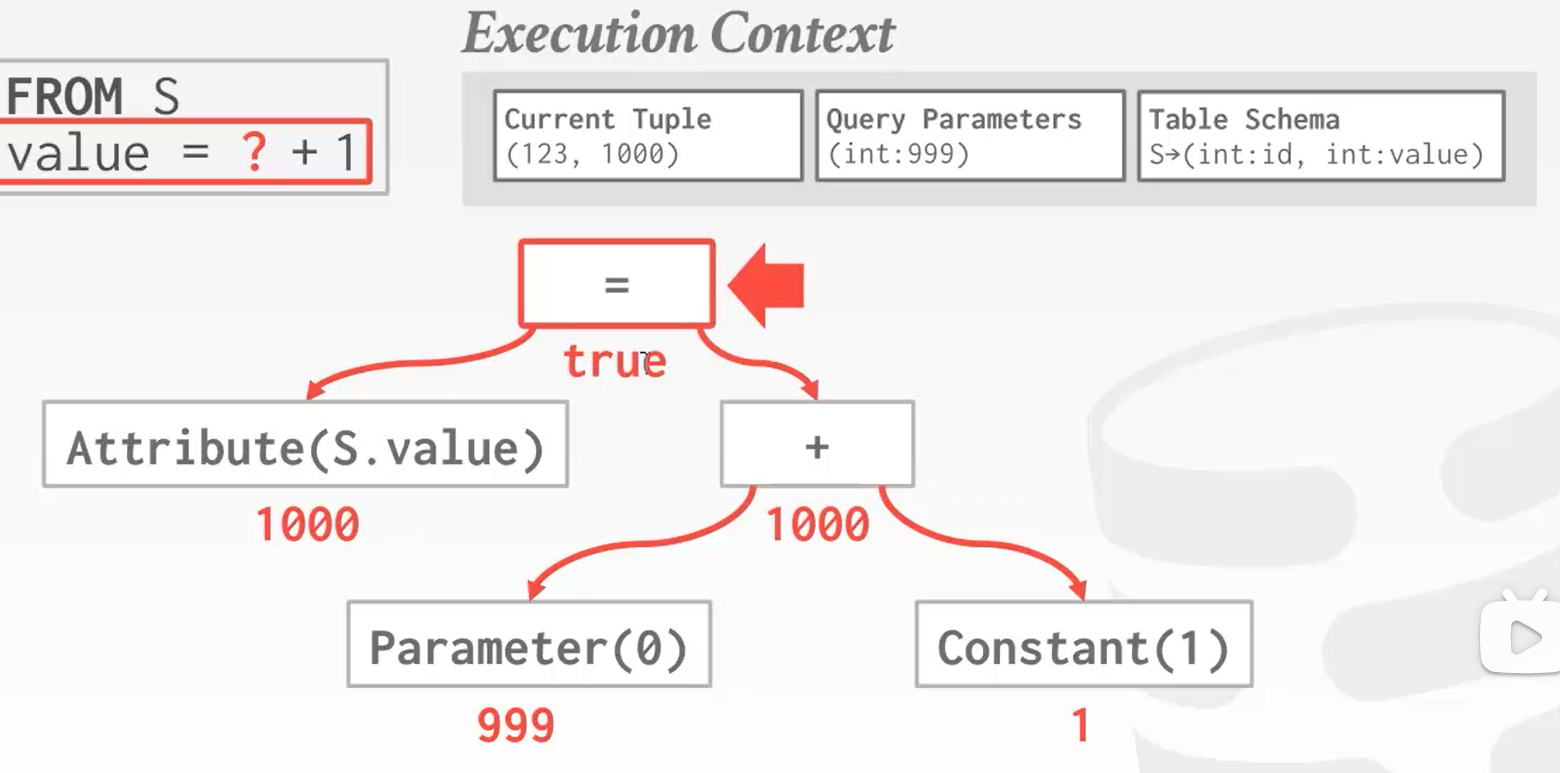 Execution Context
FROM S
value = ? + 1
Current Tuple
(123, 1000)
Query Parameters
(int:999)
Table Schema
S→(int:id, int:value)
=
true
Attribute(S.value)
+
1000
1000
Parameter(0)
Constant(1)
999
1